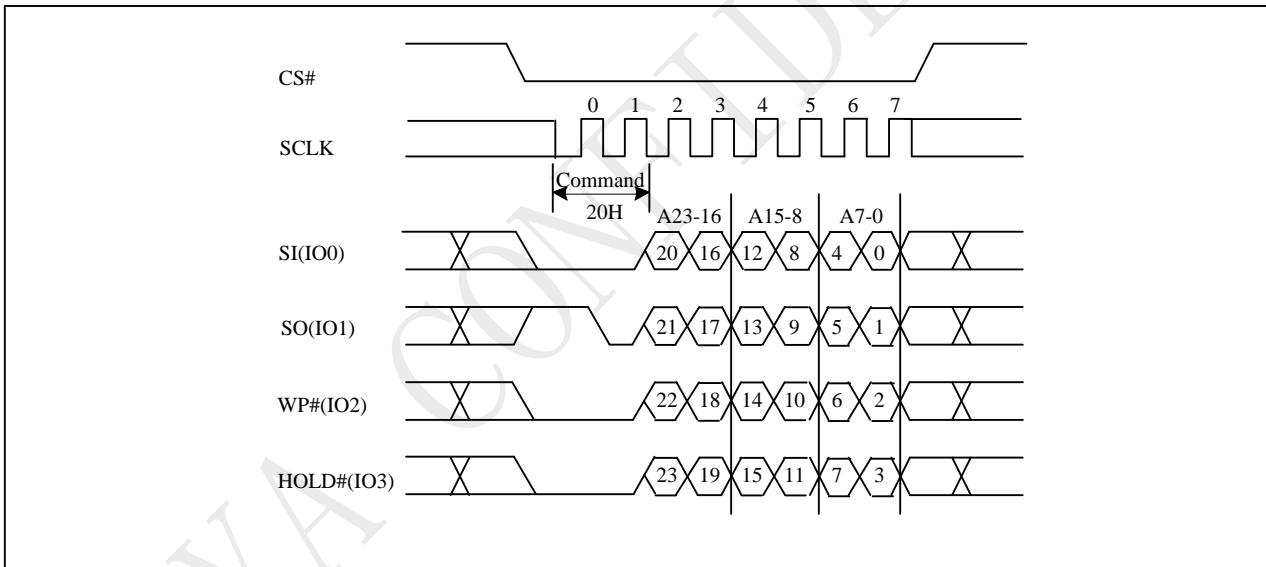 CS#
0 1 2 3 4 5 6 7
SCLK
Command
20H
A23-16 A15-8 A7-0
SI(IO0) 20 16 12 8 4 0
SO(IO1) 21 17 13 9 5 1
WP#(IO2) 22 18 14 10 6 2
HOLD#(IO3) 23 19 15 11 7 3